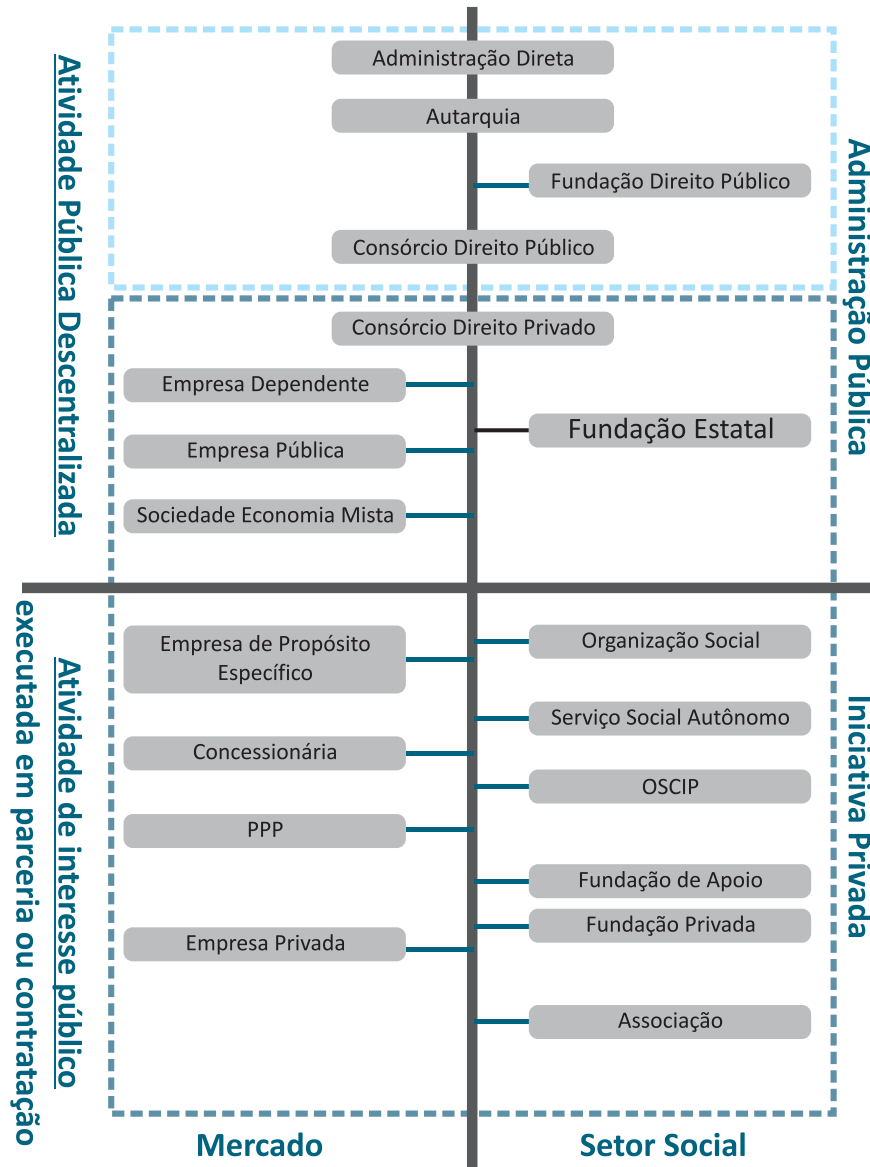 Atividade Pública Descentralizada
Administração Direta
Autarquia
Fundação Direito Público
Consórcio Direito Público
Administração Pública
Consórcio Direito Privado
Empresa Dependente
Fundação Estatal
Empresa Pública
Sociedade Economia Mista
Atividade de interesse público
executada em parceria ou contratação
Empresa de Propósito
Específico
Organização Social
Serviço Social Autônomo
Concessionária
OSCIP
PPP
Fundação de Apoio
Fundação Privada
Empresa Privada
Associação
Iniciativa Privada
Mercado
Setor Social